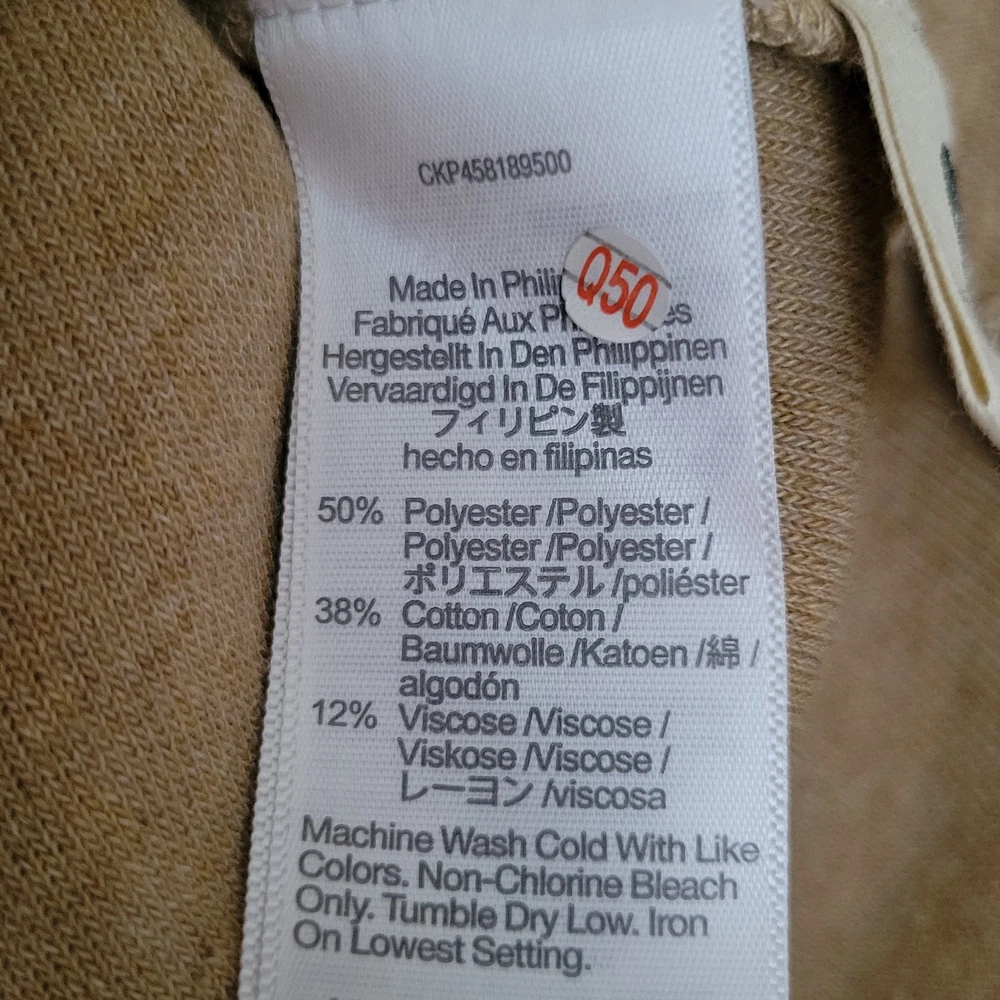 CKP458189500
Q50
Made In
Fabriqué Aux
Hergestellt In Den Philippinen
Vervaardigd In De Filippijnen
フィリピン製
hecho en filipinas
50% Polyester /Polyester /
Polyester /Polyester /
ポリエステル /poliéster
38% Cotton /Coton /
Baumwolle /Katoen /綿 /
algodón
12% Viscose /Viscose /
Viskose /Viscose /
レーヨン /viscosa
Machine Wash Cold With Like
Colors. Non-Chlorine Bleach
Only. Tumble Dry Low. Iron
On Lowest Setting.